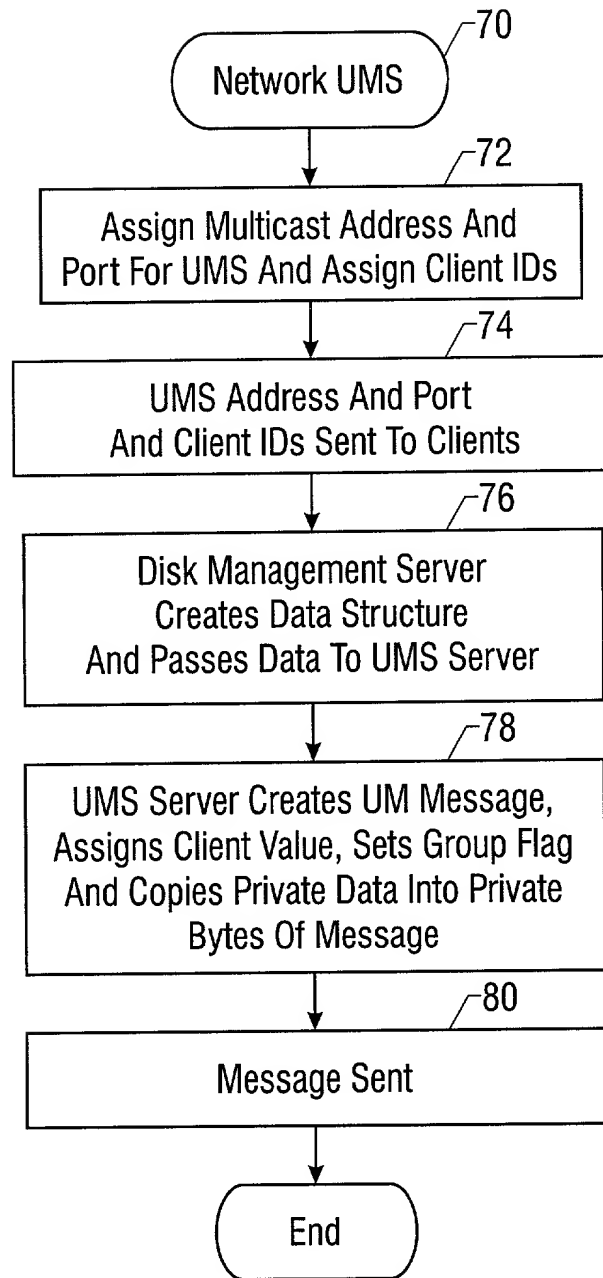 70
Network UMS
72
Assign Multicast Address And
Port For UMS And Assign Client IDs
74
UMS Address And Port
And Client IDs Sent To Clients
76
Disk Management Server
Creates Data Structure
And Passes Data To UMS Server
78
UMS Server Creates UM Message,
Assigns Client Value, Sets Group Flag
And Copies Private Data Into Private
Bytes Of Message
80
Message Sent
End